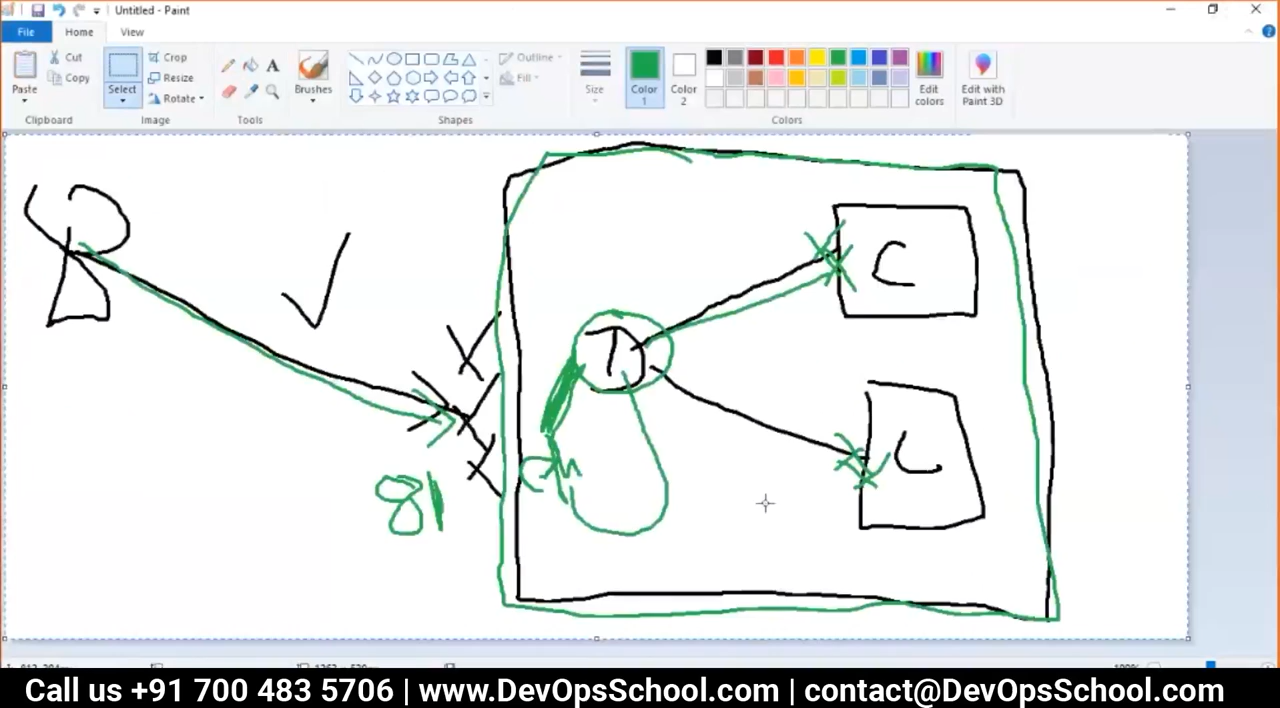 Untitled - Paint
File Home View
Paste
Cut
Copy
Clipboard
Select
Crop
Resize
Rotate
Image
A
Tools
Brushes
Shapes
Outline
Fill
Size
Color
1
Color
2
Edit
colors
Edit with
Paint 3D
Colors
C
T
C
81
Call us +91 700 483 5706 | www.DevOpsSchool.com | contact@DevOpsSchool.com